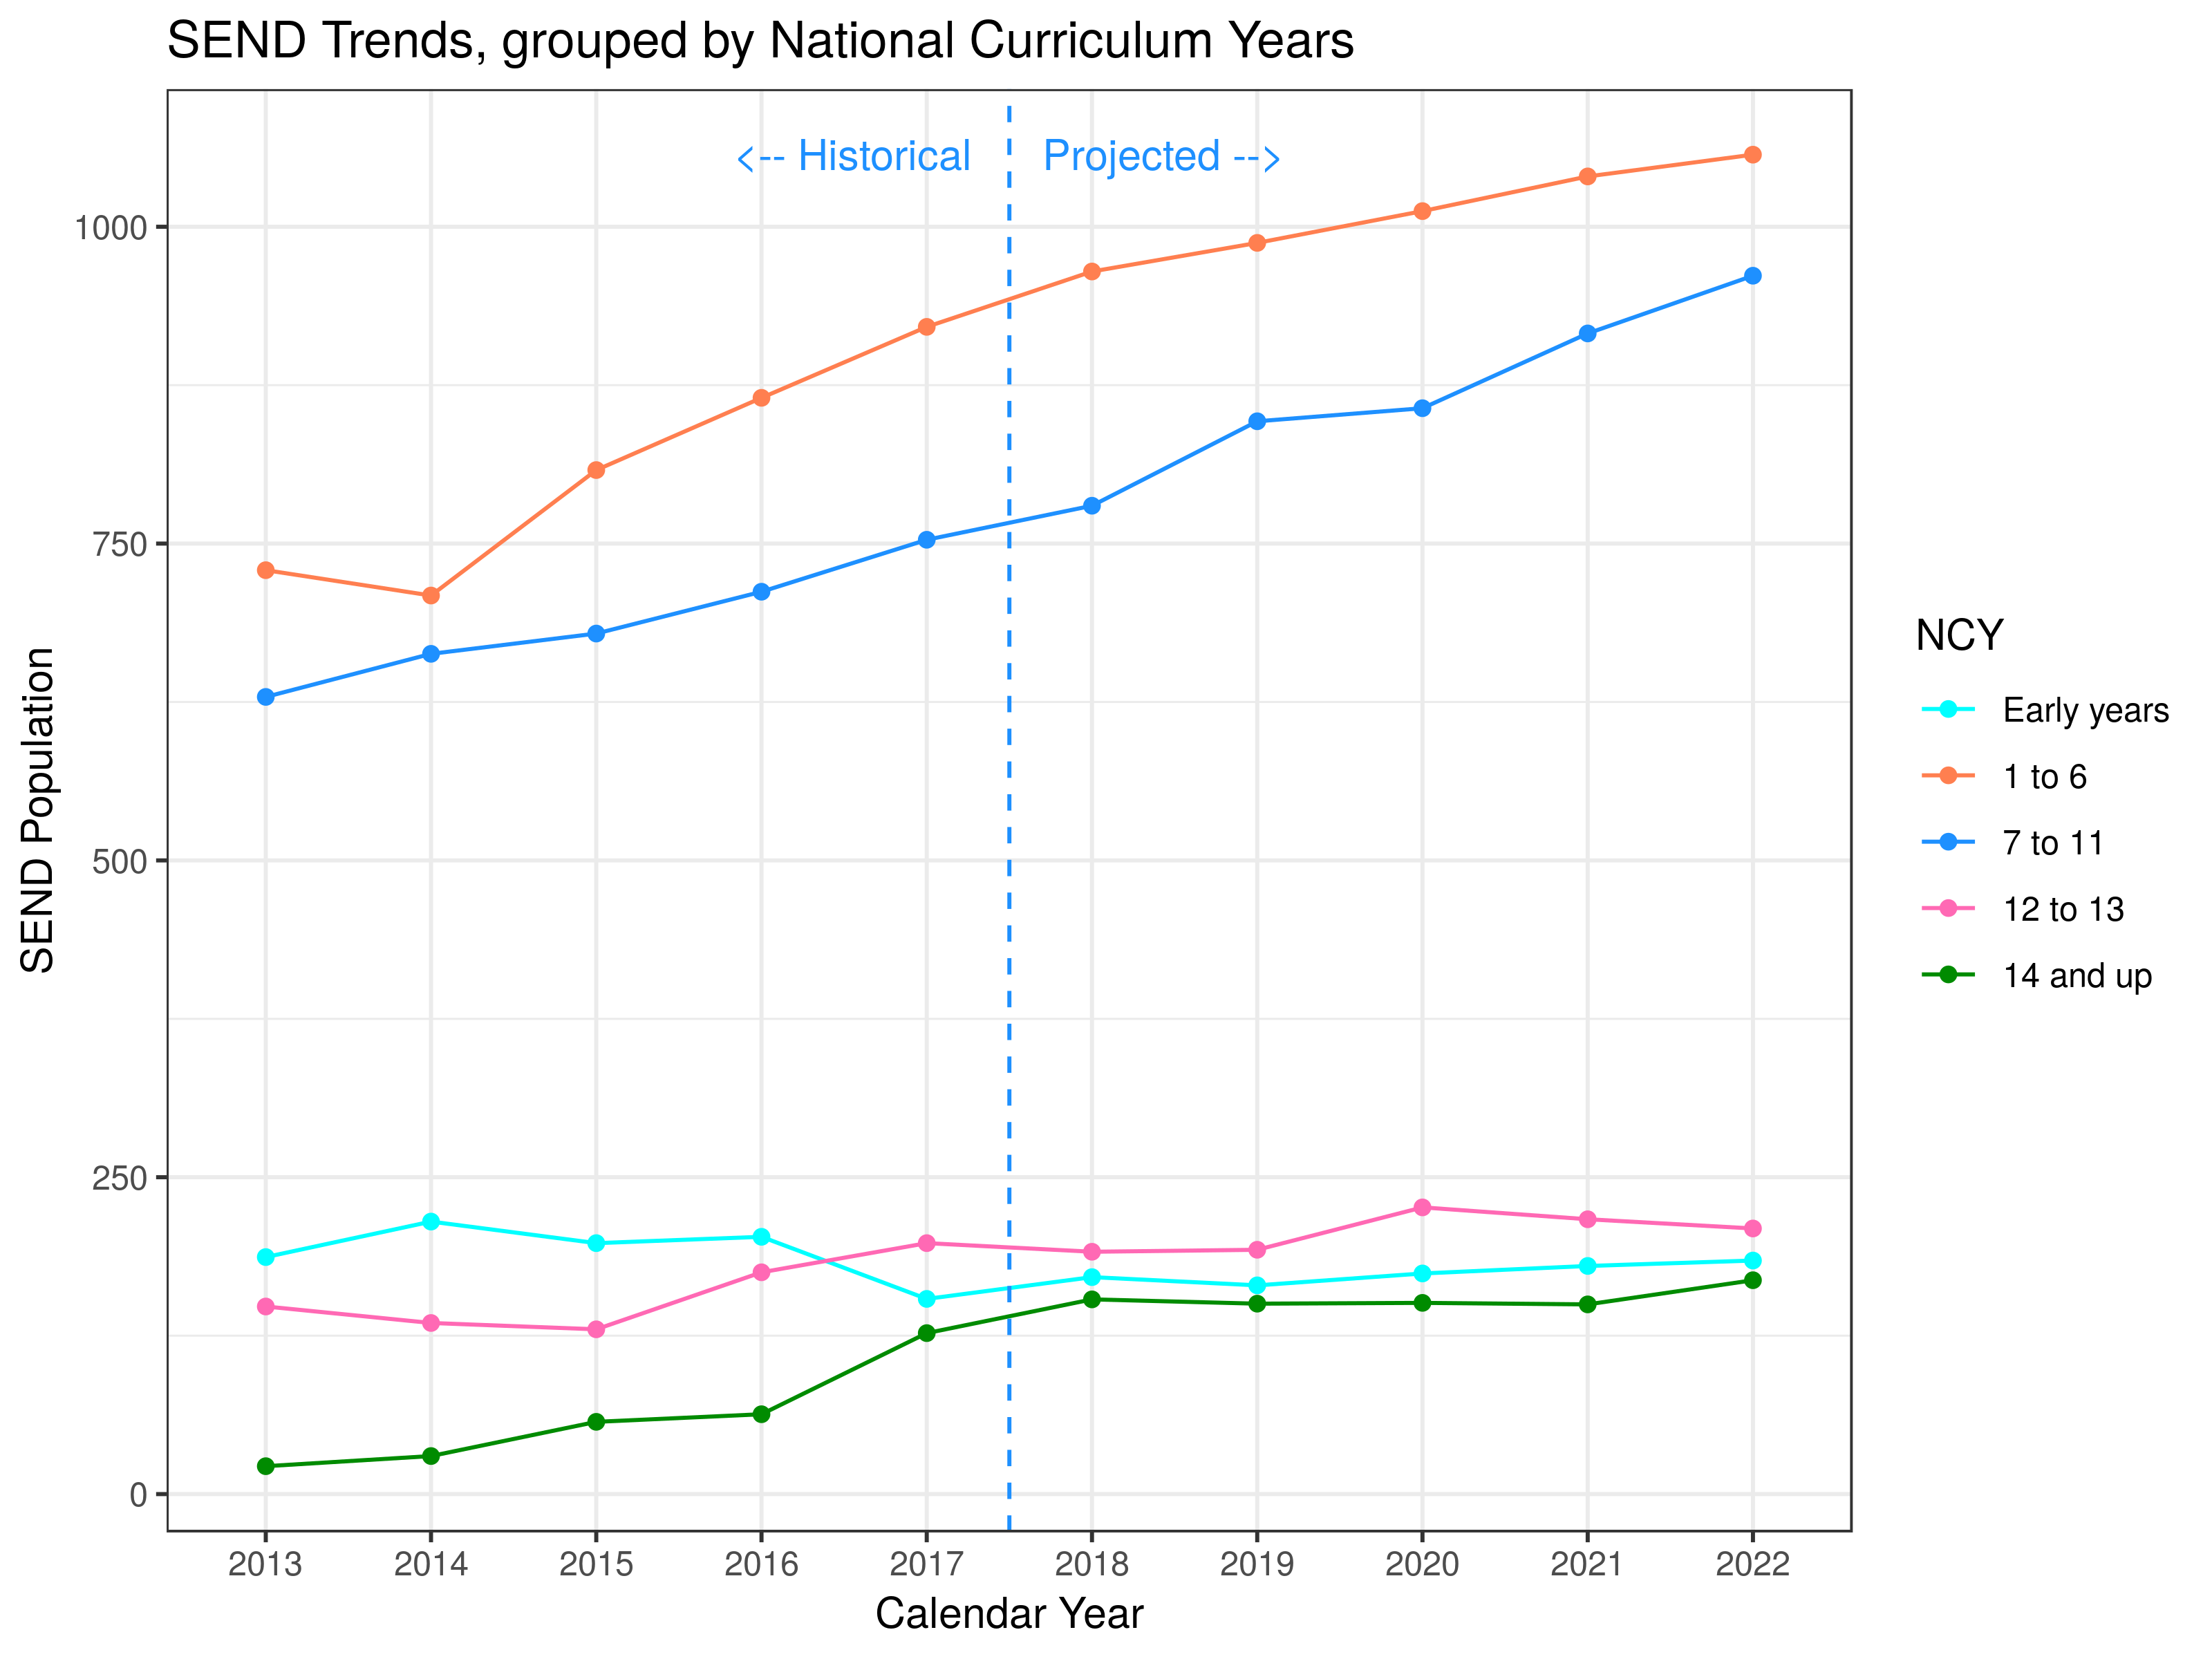 SEND Trends, grouped by National Curriculum Years
<-- Historical
Projected -->
1000
750
500
250
0
SEND Population
2013 2014 2015 2016 2017 2018 2019 2020 2021 2022
Calendar Year
NCY
Early years
1 to 6
7 to 11
12 to 13
14 and up